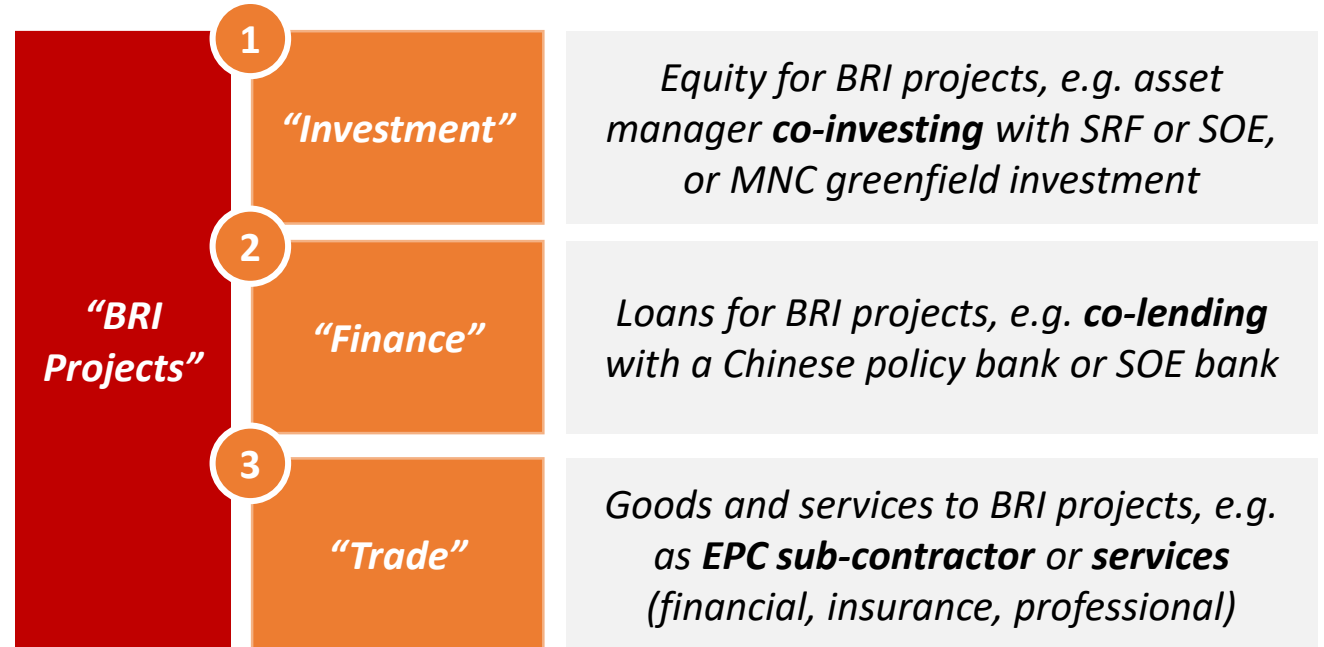 “BRI
Projects”
1
“Investment”
Equity for BRI projects, e.g. asset
manager co-investing with SRF or SOE,
or MNC greenfield investment
2
“Finance”
Loans for BRI projects, e.g. co-lending
with a Chinese policy bank or SOE bank
3
“Trade”
Goods and services to BRI projects, e.g.
as EPC sub-contractor or services
(financial, insurance, professional)